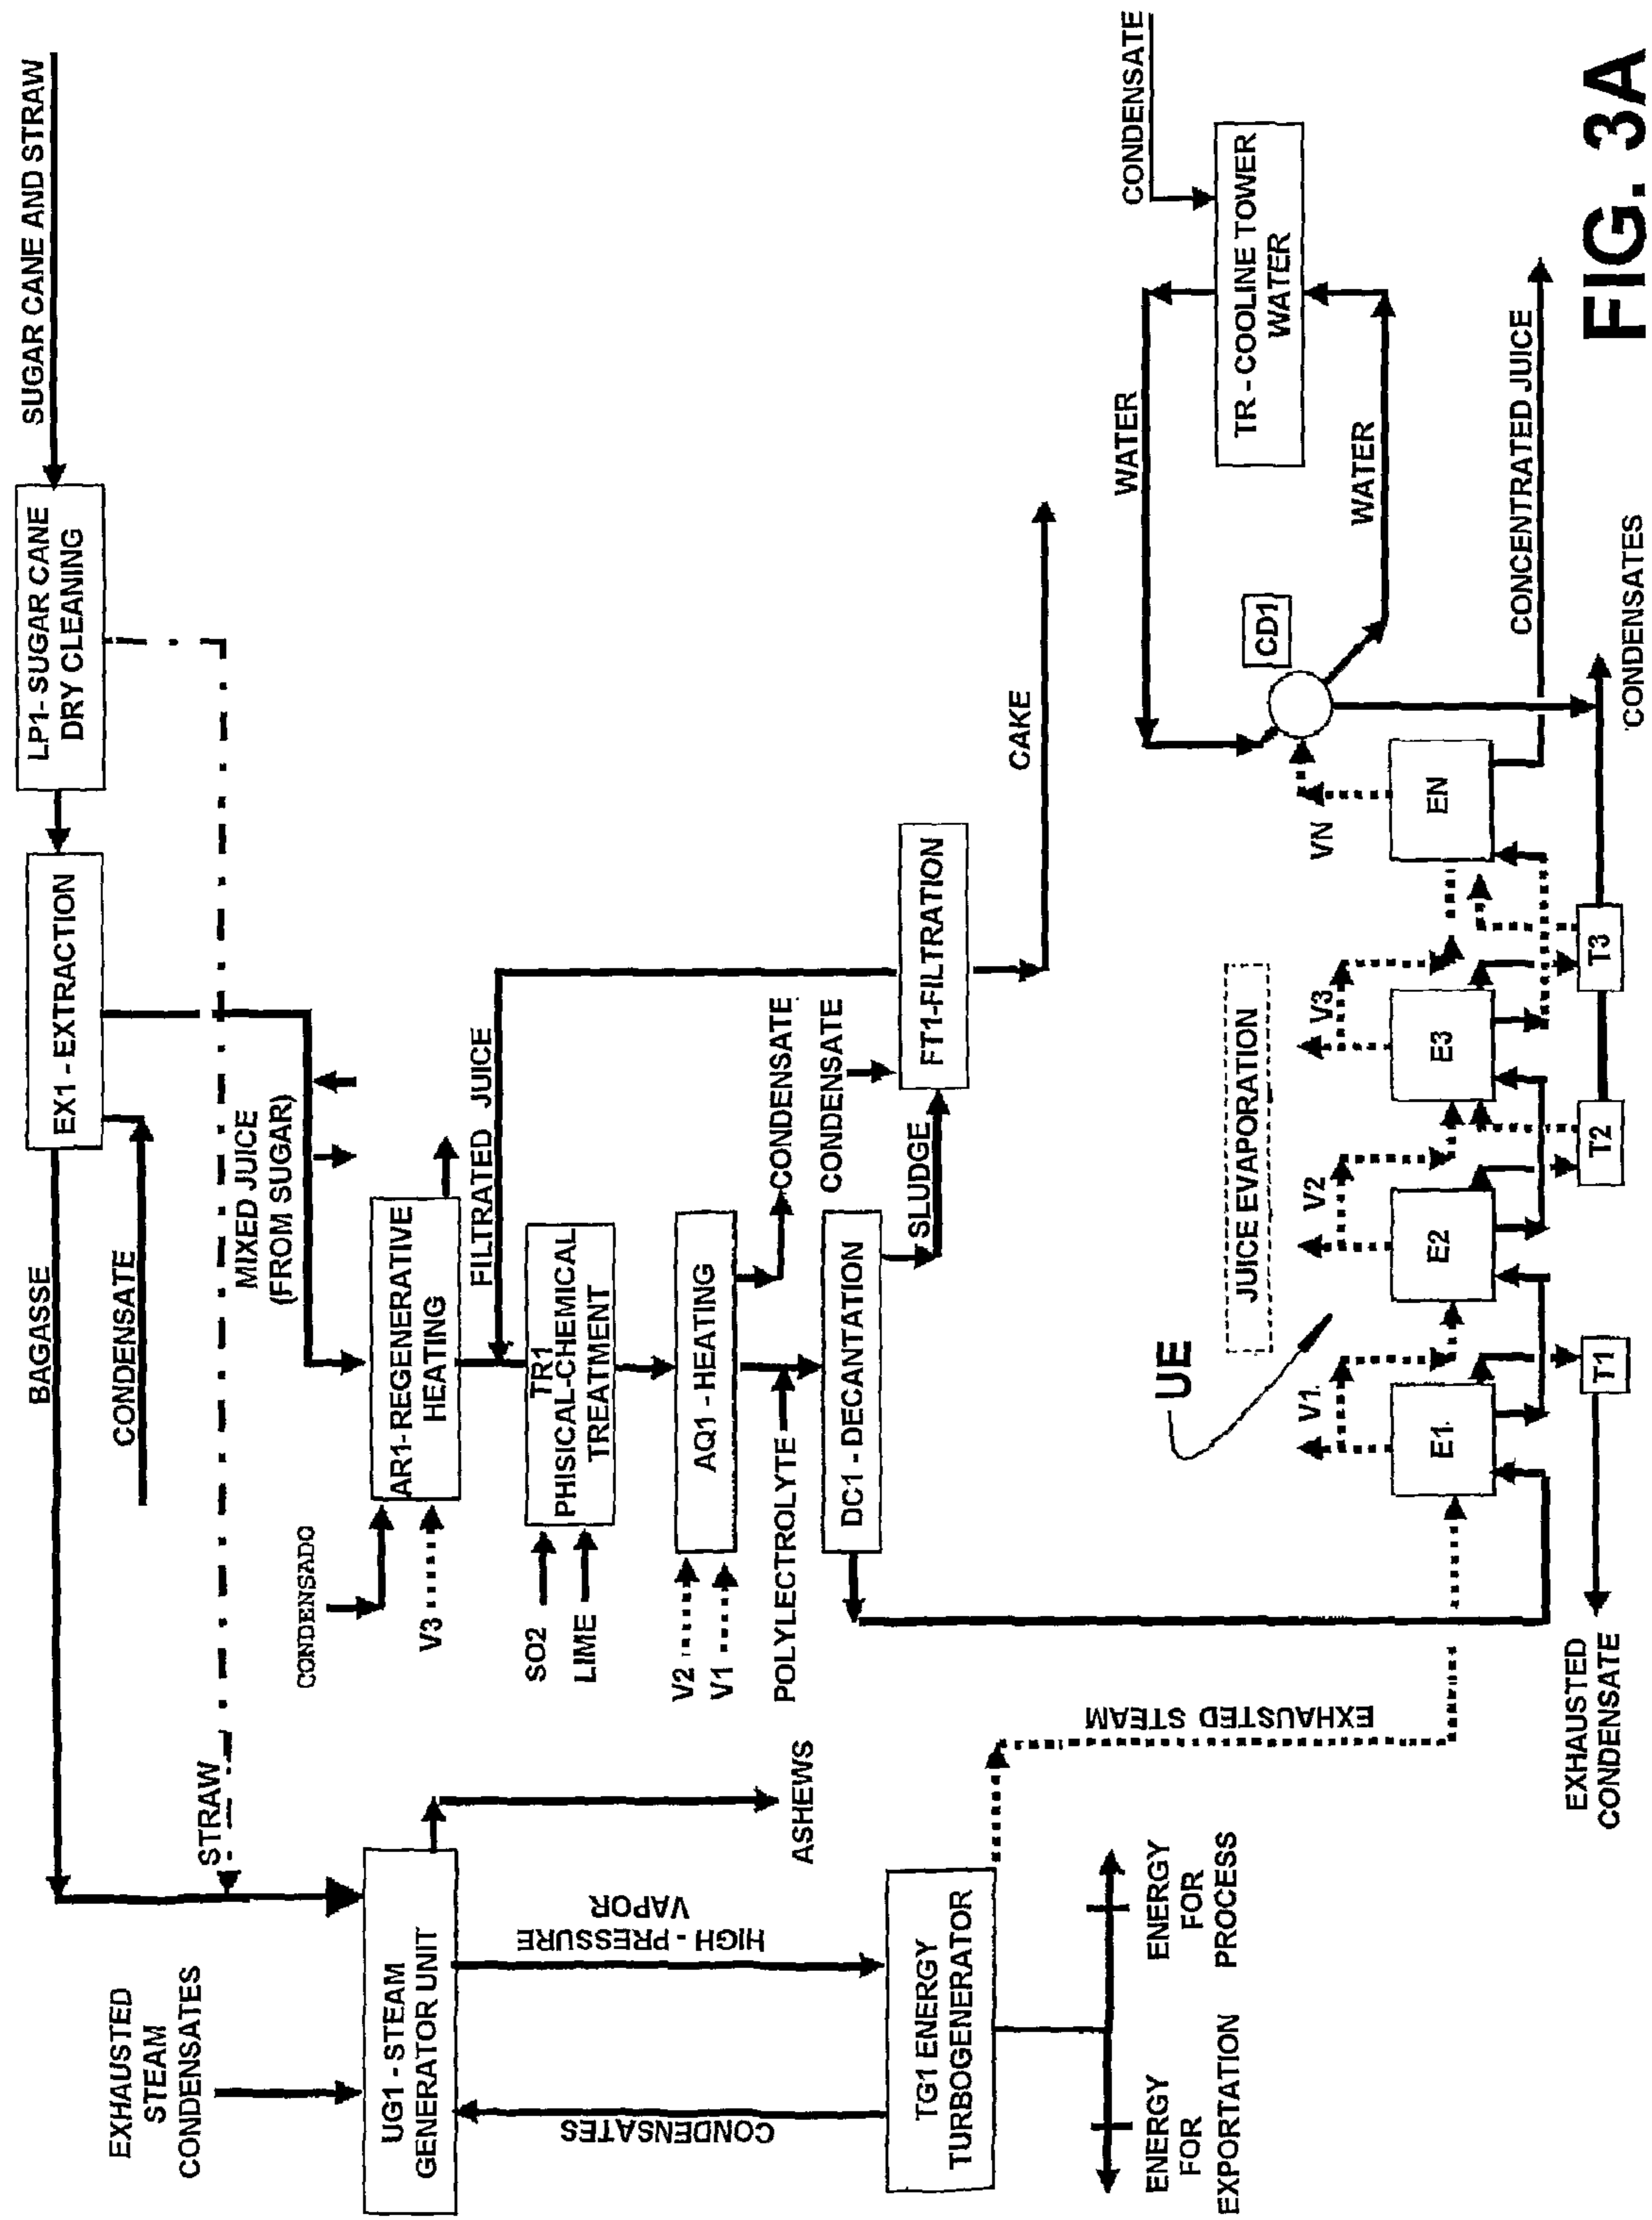 SUGAR CANE AND STRAW
LP1- SUGAR CANE
DRY CLEANING
EX1 - EXTRACTION
BAGASSE
CONDENSATE
STRAW
MIXED JUICE
(FROM SUGAR)
EXHAUSTED
STEAM
CONDENSATES
UG1 - STEAM
GENERATOR UNIT
ASHEWS
HIGH - PRESSURE
VAPOR
CONDENSATES
TG1 ENERGY
TURBOGENERATOR
ENERGY
FOR
EXPORTATION
ENERGY
FOR
PROCESS
EXHAUSTED STEAM
CONDENSADO
V3
AR1- REGENERATIVE
HEATING
FILTRATED JUICE
SO2
LIME
TR1
PHISICAL-CHEMICAL
TREATMENT
V2
V1
AQ1 - HEATING
CONDENSATE
POLYLECTROLYTE
DC1 - DECANTATION
SLUDGE
CONDENSATE
FT1-FILTRATION
CAKE
UE
JUICE EVAPORATION
V1
V2
V3
VN
E1
E2
E3
EN
T1
T2
T3
EXHAUSTED
CONDENSATE
CONDENSATES
CONCENTRATED JUICE
CD1
WATER
WATER
TR - COOLINE TOWER
WATER
CONDENSATE
FIG. 3A